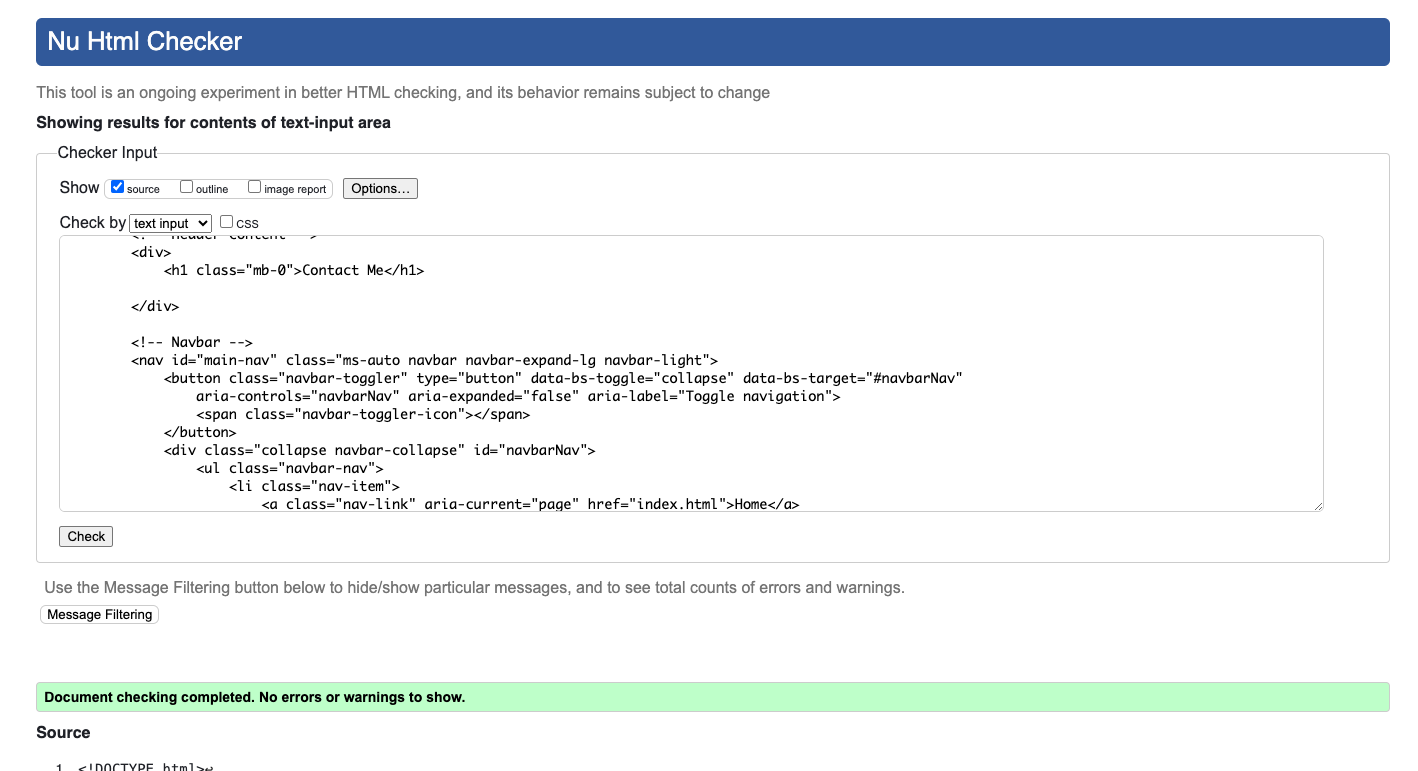 Nu Html Checker
This tool is an ongoing experiment in better HTML checking, and its behavior remains subject to change
Showing results for contents of text-input area
Checker Input
Show source outline image report Options...
Check by text input CSS
<div>
<h1 class="mb-0">Contact Me</h1>
</div>
<!-- Navbar -->
<nav id="main-nav" class="ms-auto navbar navbar-expand-lg navbar-light">
<button class="navbar-toggler" type="button" data-bs-toggle="collapse" data-bs-target="#navbarNav"
aria-controls="navbarNav" aria-expanded="false" aria-label="Toggle navigation">
<span class="navbar-toggler-icon"></span>
</button>
<div class="collapse navbar-collapse" id="navbarNav">
<ul class="navbar-nav">
<li class="nav-item">
<a class="nav-link" aria-current="page" href="index.html">Home</a>
Check
Use the Message Filtering button below to hide/show particular messages, and to see total counts of errors and warnings.
Message Filtering
Document checking completed. No errors or warnings to show.
Source
1. <!DOCTYPE html>↩